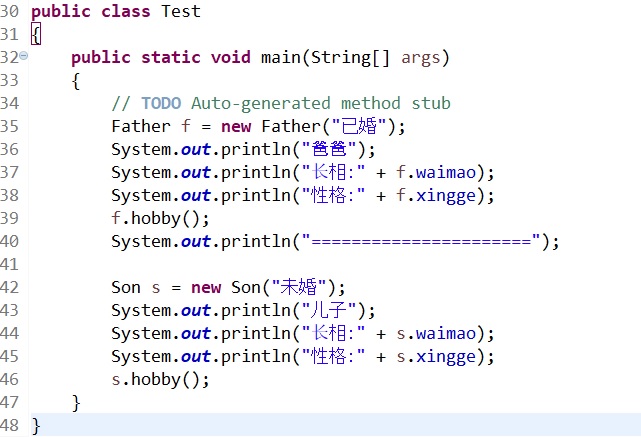 30 public class Test
31 {
32 public static void main(String[] args)
33 {
34 // TODO Auto-generated method stub
35 Father f = new Father("已婚");
36 System.out.println("爸爸");
37 System.out.println("长相:" + f.waimao);
38 System.out.println("性格:" + f.xingge);
39 f.hobby();
40 System.out.println("======================");
41
42 Son s = new Son("未婚");
43 System.out.println("儿子");
44 System.out.println("长相:" + s.waimao);
45 System.out.println("性格:" + s.xingge);
46 s.hobby();
47 }
48 }